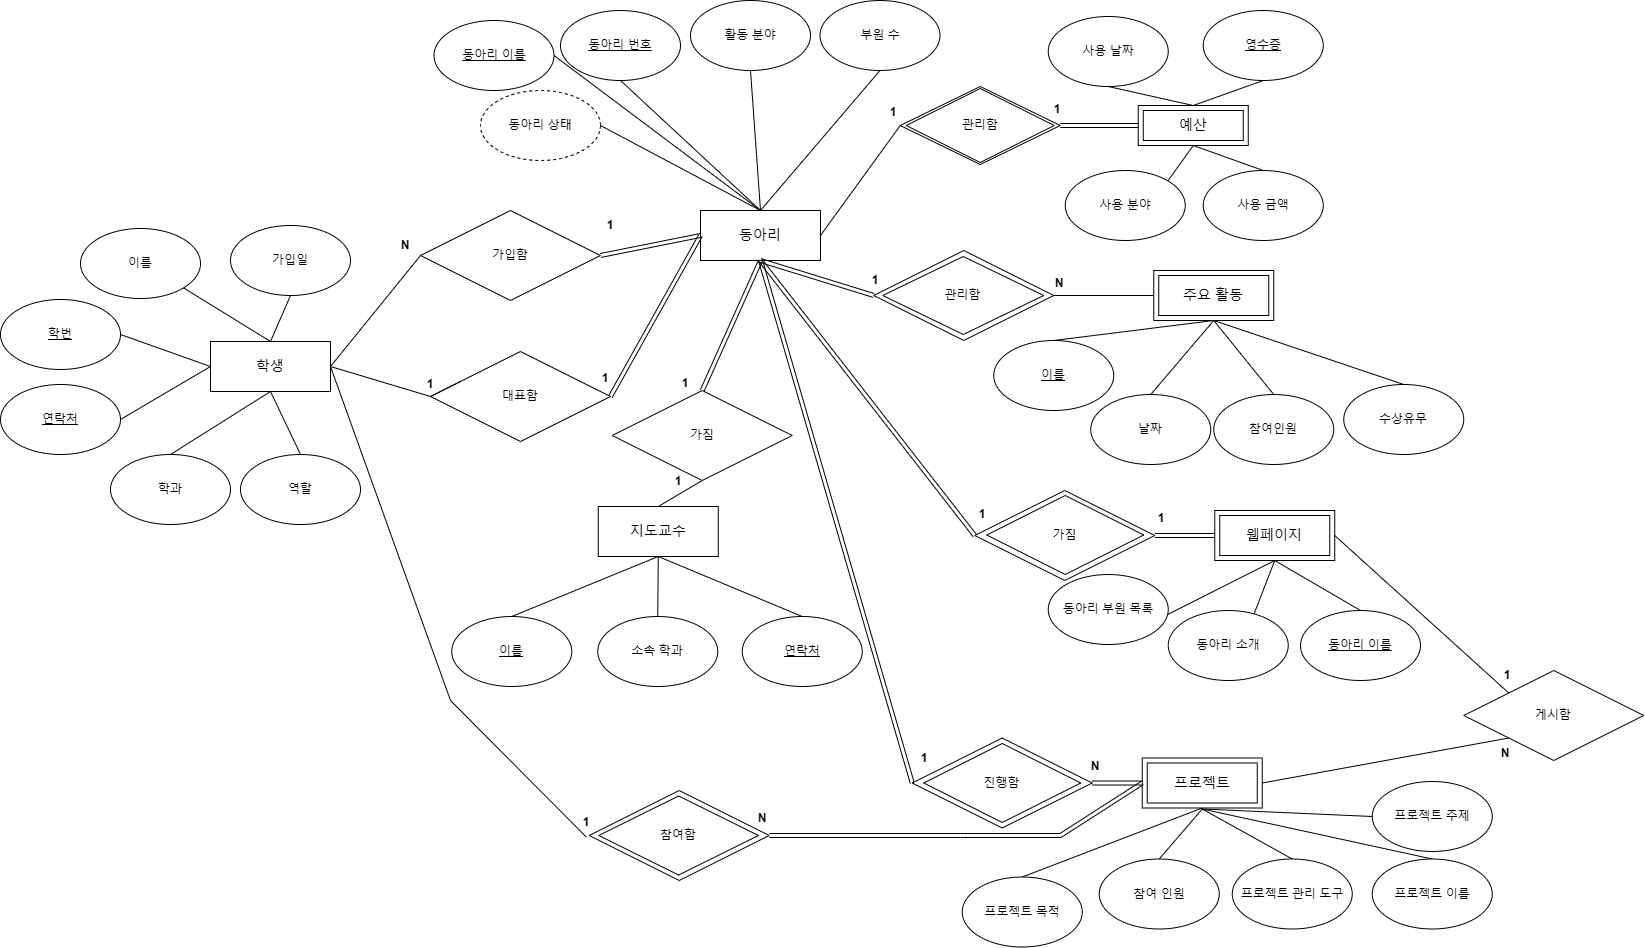 동아리 이름
동아리 번호
활동 분야
부원 수
사용 날짜
영수증
동아리 상태
1
관리함
1
예산
사용 분야
사용 금액
이름
가입일
N
가입함
1
동아리
1
관리함
N
주요 활동
학번
학생
연락처
학과
역할
1
대표함
1
1
가짐
1
이름
날짜
참여인원
수상유무
지도교수
이름
소속 학과
연락처
1
가짐
1
웹페이지
동아리 부원 목록
동아리 소개
동아리 이름
1
게시함
N
1
진행함
N
프로젝트
1
참여함
N
프로젝트 주제
프로젝트 목적
참여 인원
프로젝트 관리 도구
프로젝트 이름